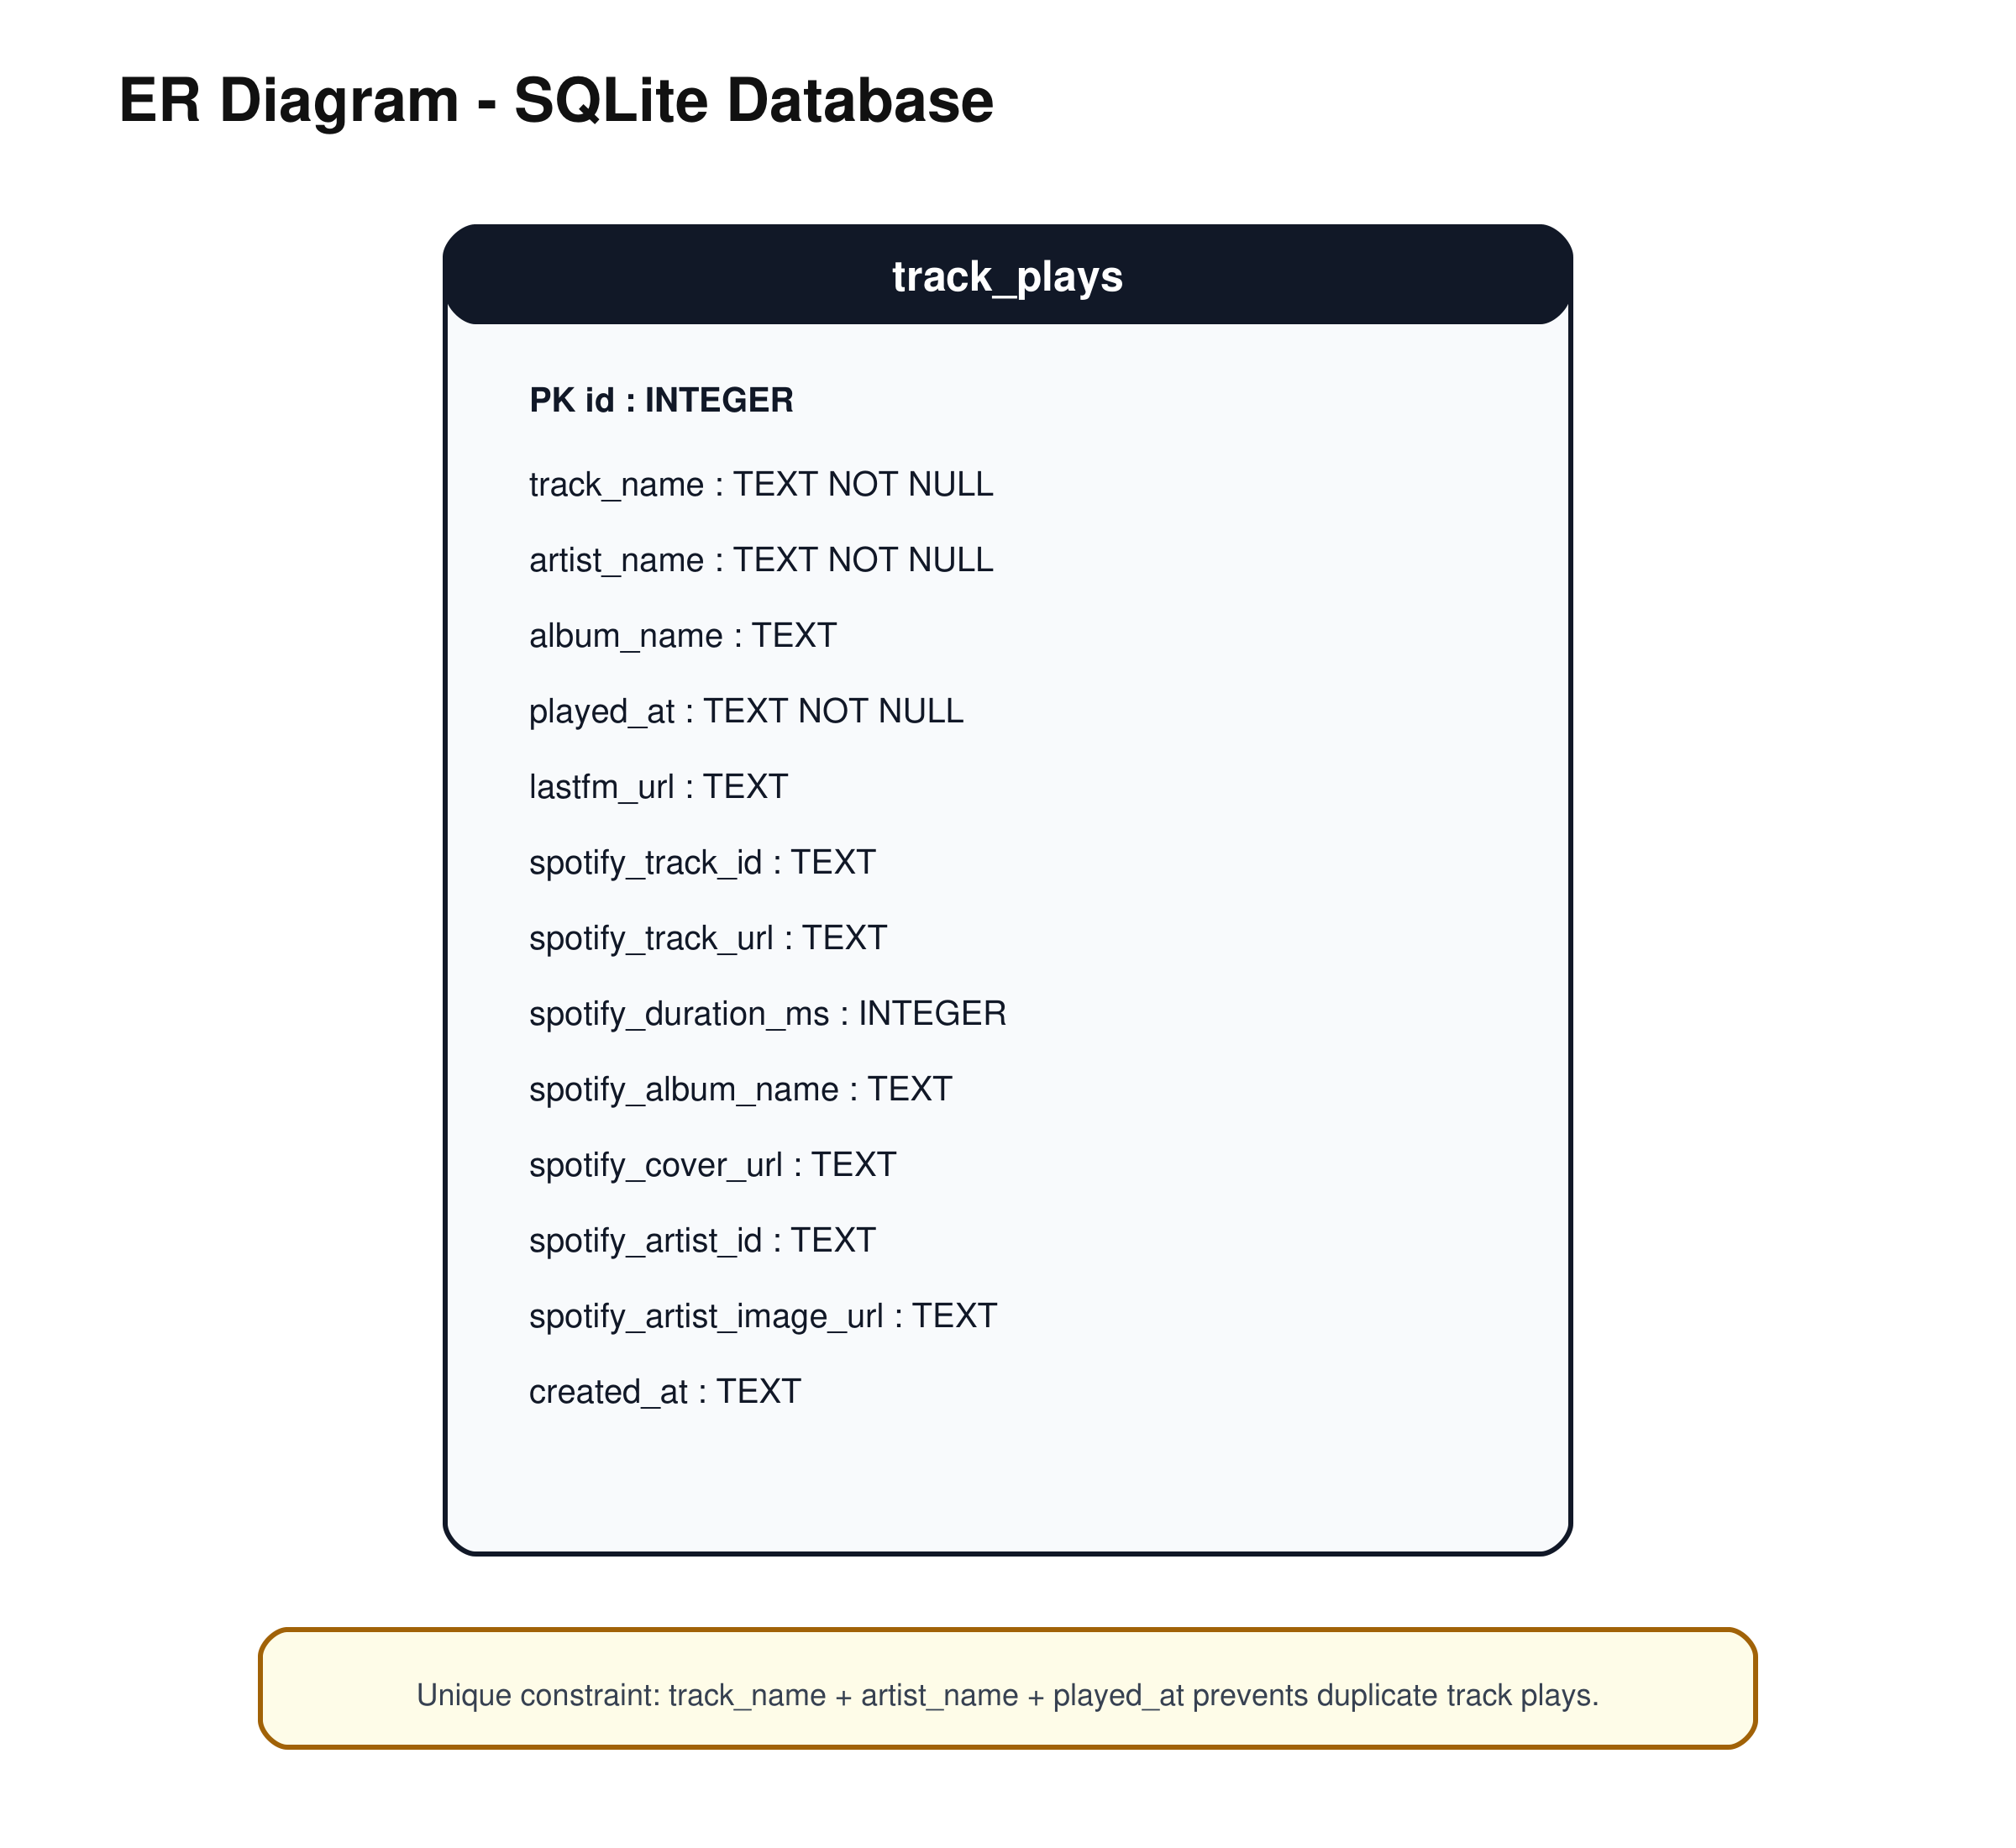 ER Diagram - SQLite Database
track_plays
PK id : INTEGER
track_name : TEXT NOT NULL
artist_name : TEXT NOT NULL
album_name : TEXT
played_at : TEXT NOT NULL
lastfm_url : TEXT
spotify_track_id : TEXT
spotify_track_url : TEXT
spotify_duration_ms : INTEGER
spotify_album_name : TEXT
spotify_cover_url : TEXT
spotify_artist_id : TEXT
spotify_artist_image_url : TEXT
created_at : TEXT
Unique constraint: track_name + artist_name + played_at prevents duplicate track plays.